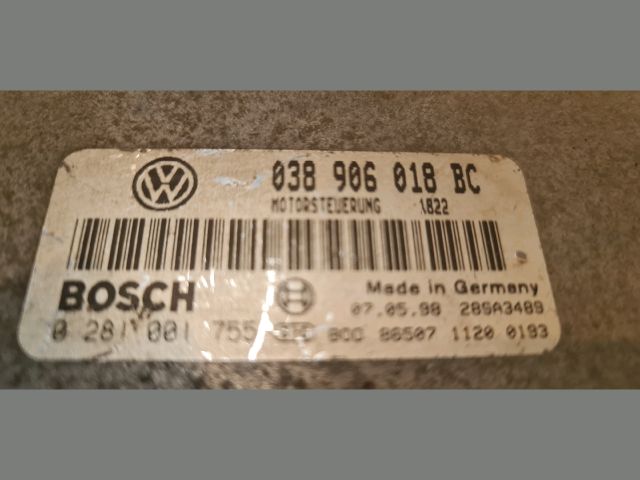 038 906 018 BC
MOTORSTEUERUNG 1822
BOSCH
Made in Germany
07.05.98 28SA3489
0 281 001 755 BCC 86507 1120 0193